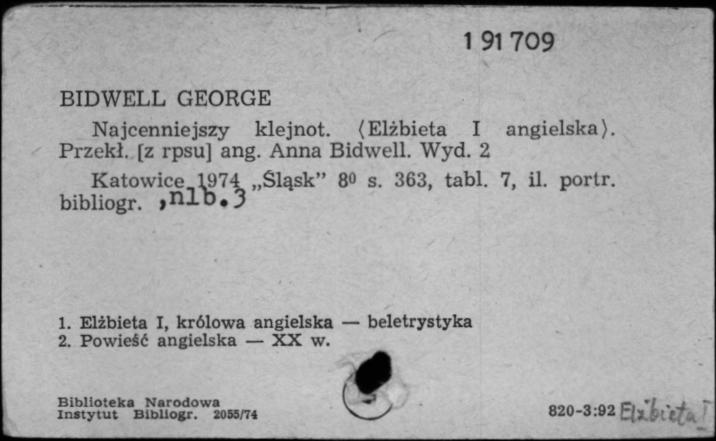 1 91 709
BIDWELL GEORGE
Najcenniejszy klejnot. ⟨Elżbieta I angielska⟩.
Przekł. [z rpsu] ang. Anna Bidwell. Wyd. 2
Katowice 1974 „Śląsk” 8⁰ s. 363, tabl. 7, il. portr.
bibliogr. ,nlb.3
1. Elżbieta I, królowa angielska — beletrystyka
2. Powieść angielska — XX w.
Biblioteka Narodowa
Instytut Bibliogr. 2055/74
820-3:92 Elżbieta I